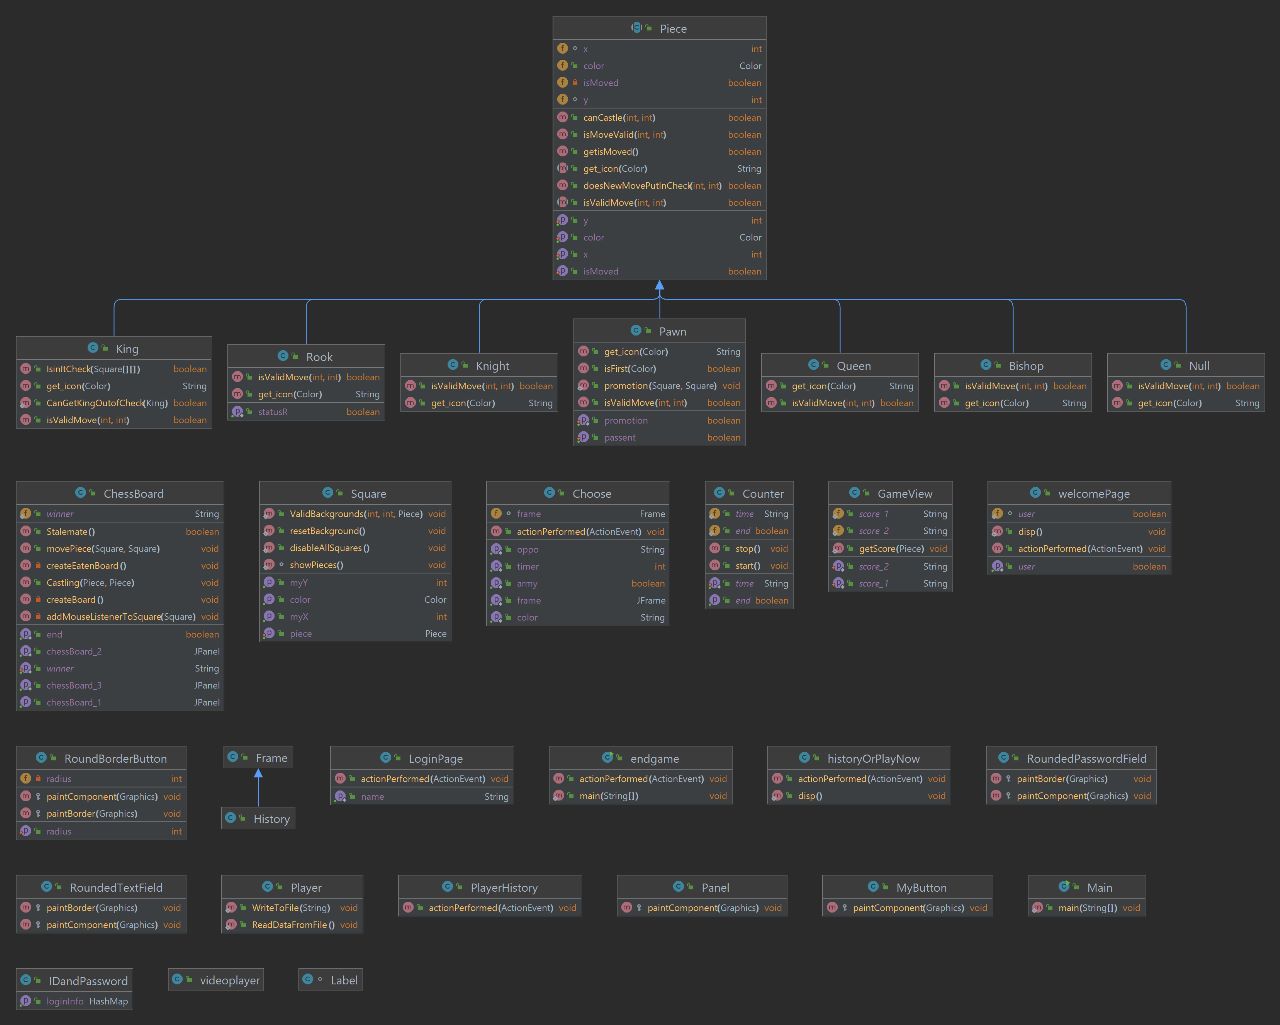 Piece
x int
color Color
isMoved boolean
y int
canCastle(int, int) boolean
isMoveValid(int, int) boolean
getisMoved() boolean
get_icon(Color) String
doesNewMovePutInCheck(int, int) boolean
isValidMove(int, int) boolean
y int
color Color
x int
isMoved boolean
King
IsinItCheck(Square[][]) boolean
get_icon(Color) String
CanGetKingOutofCheck(King) boolean
isValidMove(int, int) boolean
Rook
isValidMove(int, int) boolean
get_icon(Color) String
statusR boolean
Knight
isValidMove(int, int) boolean
get_icon(Color) String
Pawn
get_icon(Color) String
isFirst(Color) boolean
promotion(Square, Square) void
isValidMove(int, int) boolean
promotion boolean
passent boolean
Queen
get_icon(Color) String
isValidMove(int, int) boolean
Bishop
isValidMove(int, int) boolean
get_icon(Color) String
Null
isValidMove(int, int) boolean
get_icon(Color) String
ChessBoard
winner String
Stalemate() boolean
movePiece(Square, Square) void
createEatenBoard() void
Castling(Piece, Piece) void
createBoard() void
addMouseListenerToSquare(Square) void
end boolean
chessBoard_2 JPanel
winner String
chessBoard_3 JPanel
chessBoard_1 JPanel
Square
ValidBackgrounds(int, int, Piece) void
resetBackground() void
disableAllSquares() void
showPieces() void
myY int
color Color
myX int
piece Piece
Choose
frame Frame
actionPerformed(ActionEvent) void
oppo String
timer int
army boolean
frame JFrame
color String
Counter
time String
end boolean
stop() void
start() void
time String
end boolean
GameView
score_1 String
score_2 String
getScore(Piece) void
score_2 String
score_1 String
welcomePage
user boolean
disp() void
actionPerformed(ActionEvent) void
user boolean
RoundBorderButton
radius int
paintComponent(Graphics) void
paintBorder(Graphics) void
radius int
Frame
History
LoginPage
actionPerformed(ActionEvent) void
name String
endgame
actionPerformed(ActionEvent) void
main(String[]) void
historyOrPlayNow
actionPerformed(ActionEvent) void
disp() void
RoundedPasswordField
paintBorder(Graphics) void
paintComponent(Graphics) void
RoundedTextField
paintBorder(Graphics) void
paintComponent(Graphics) void
Player
WriteToFile(String) void
ReadDataFromFile() void
PlayerHistory
actionPerformed(ActionEvent) void
Panel
paintComponent(Graphics) void
MyButton
paintComponent(Graphics) void
Main
main(String[]) void
IDandPassword
loginInfo HashMap
videoplayer
Label